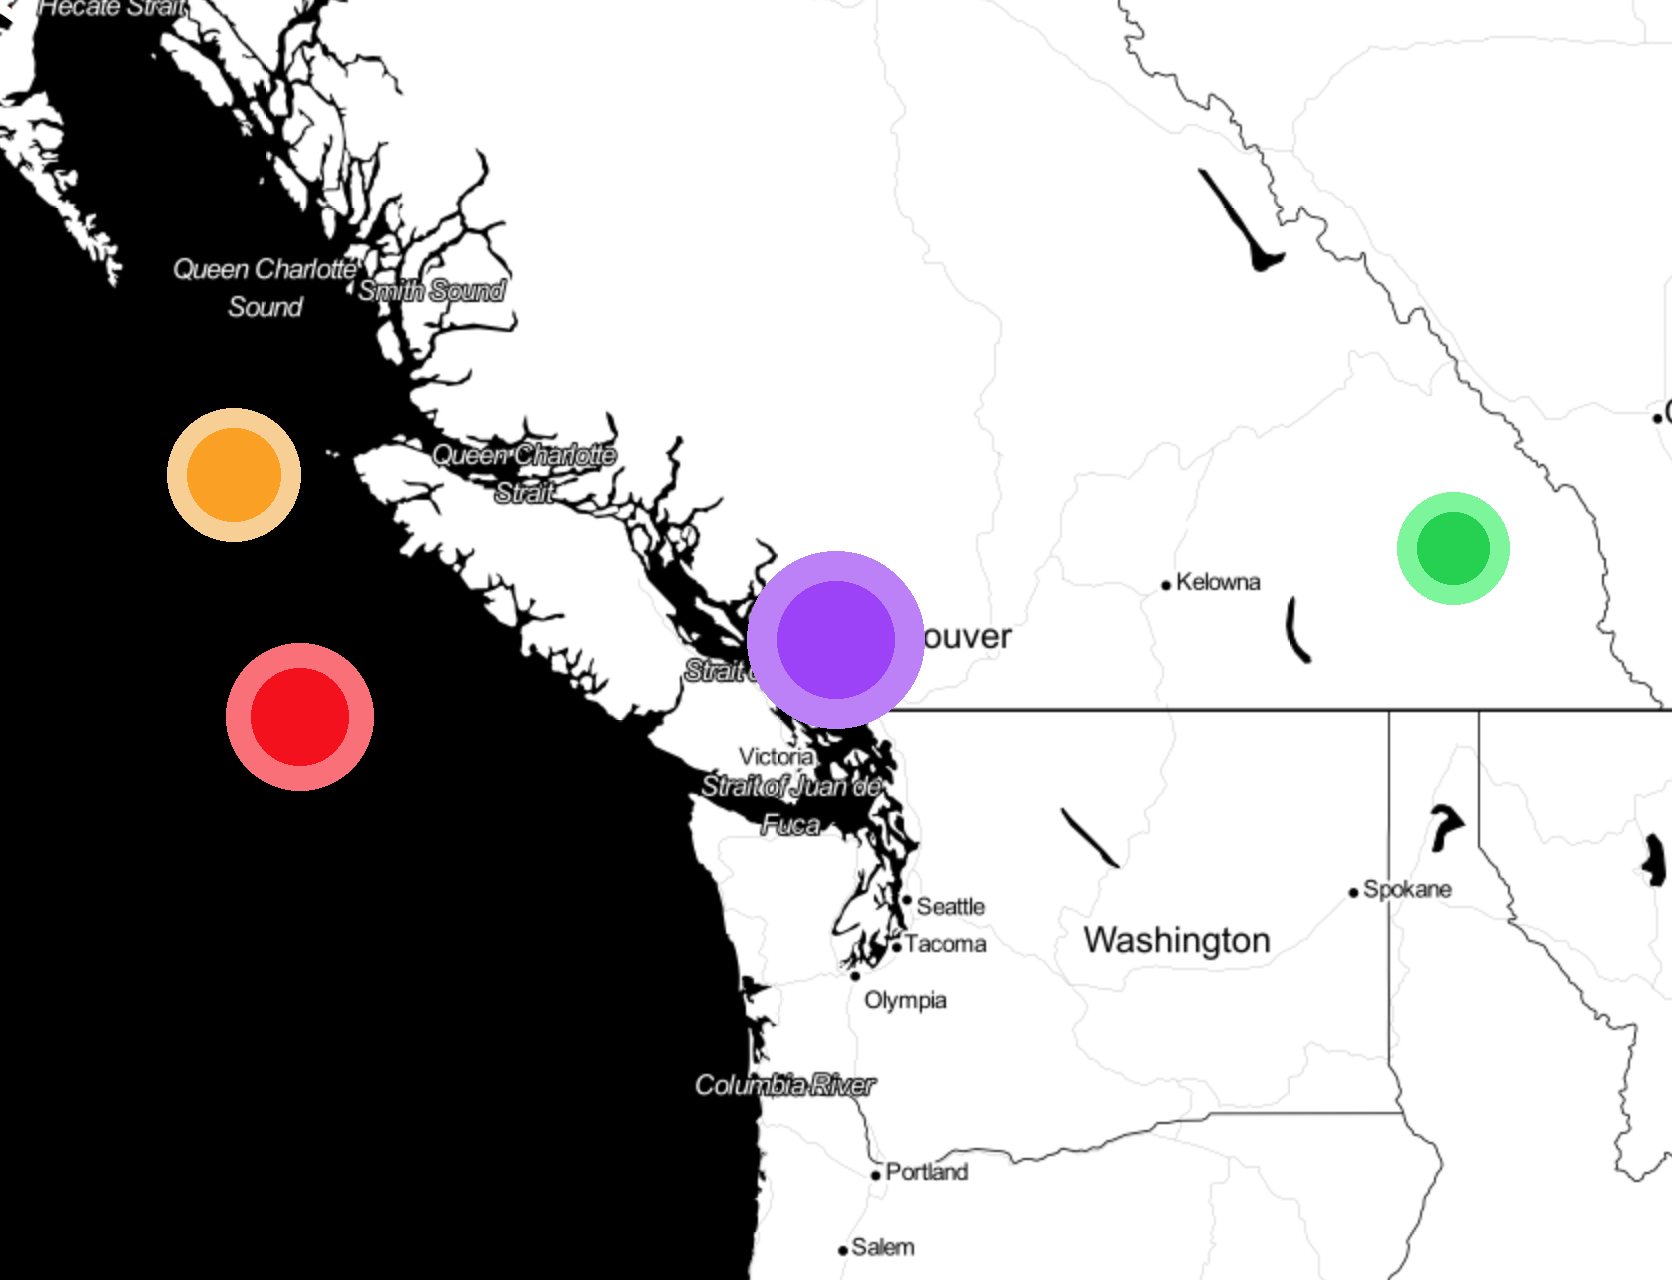 Hecate Strait
Queen Charlotte
Sound
Smith Sound
Queen Charlotte
Strait
Kelowna
ouver
Strait
Victoria
Strait of Juan de
Fuca
Seattle
Spokane
Tacoma
Washington
Olympia
Columbia River
Portland
Salem